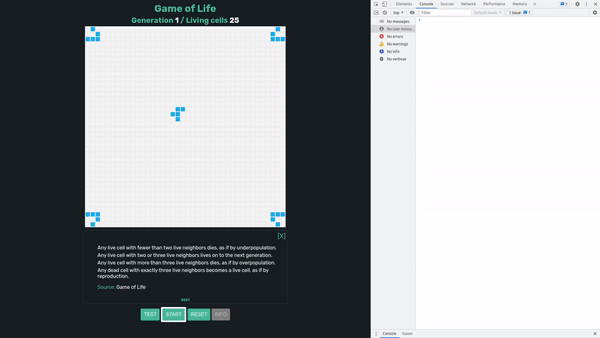 Game of Life
Generation 1 / Living cells 25
[X]
Any live cell with fewer than two live neighbors dies, as if by underpopulation.
Any live cell with two or three live neighbors lives on to the next generation.
Any live cell with more than three live neighbors dies, as if by overpopulation.
Any dead cell with exactly three live neighbors becomes a live cell, as if by
reproduction.
Source: Game of Life
TEST START RESET INFO
Elements Console Sources Network Performance Memory » 1
top Filter Default levels 1 Issue: 1
No messages
No user messa...
No errors
No warnings
No info
No verbose
Console Issues